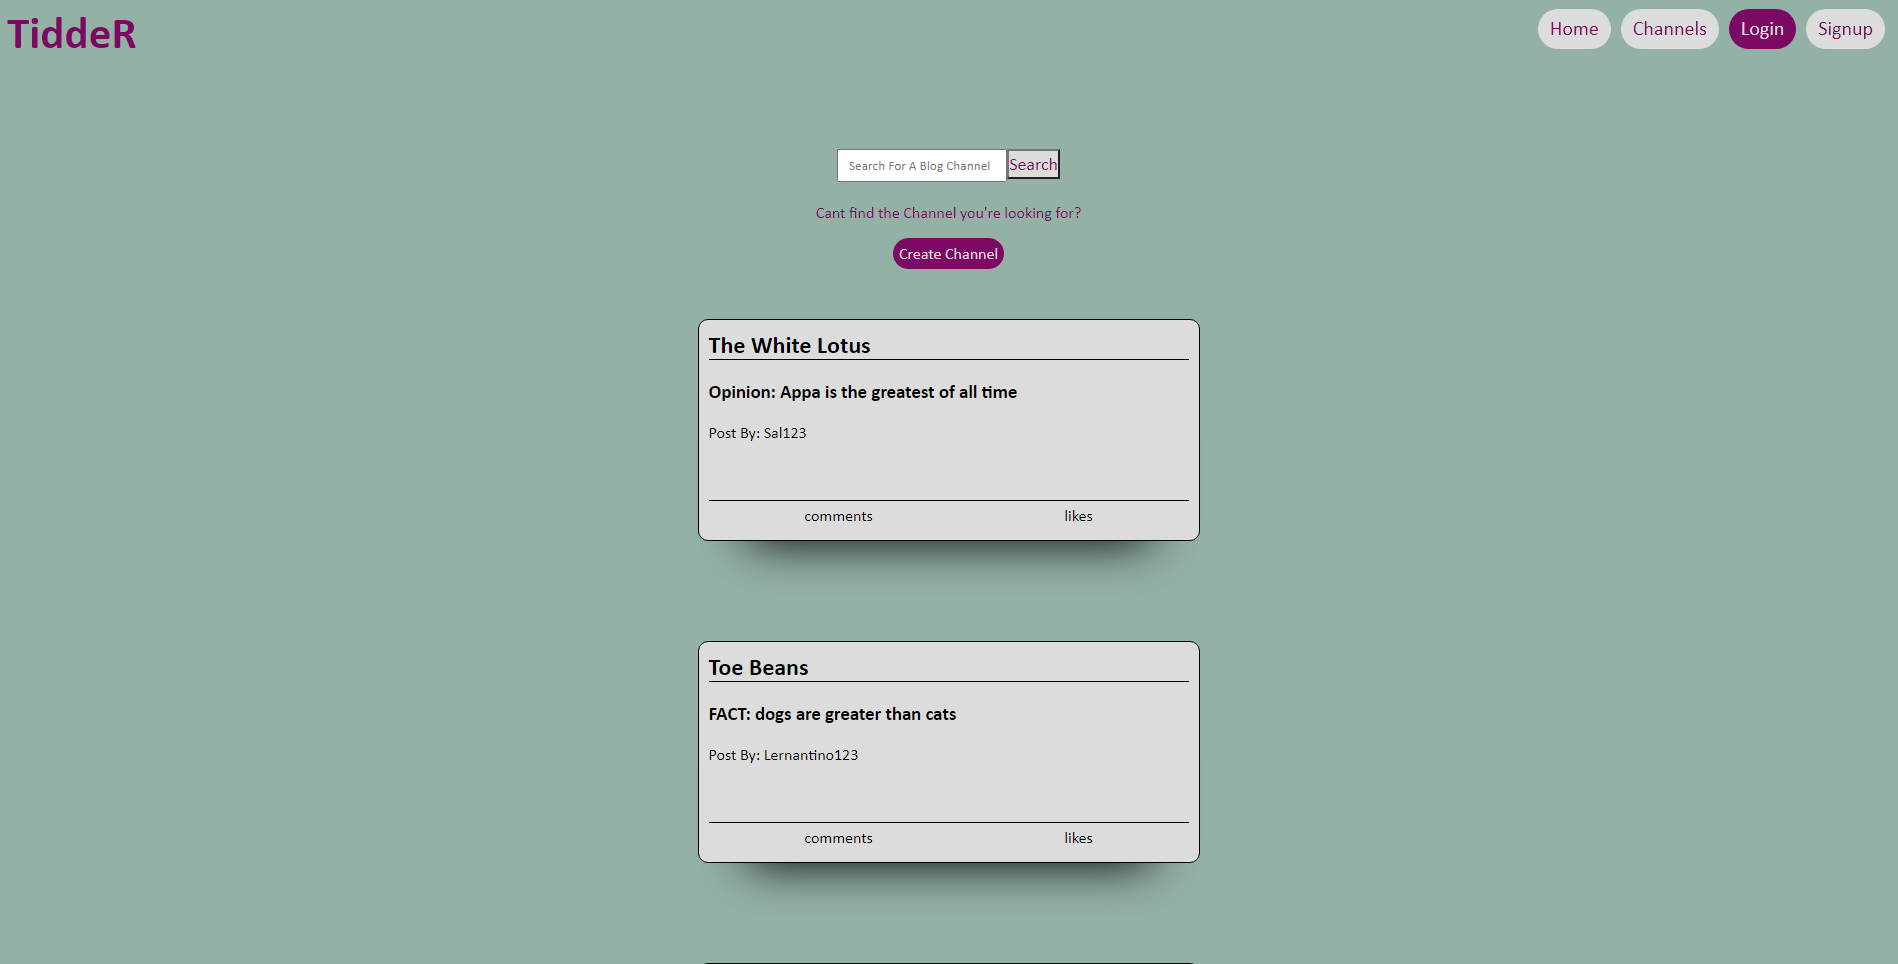 TiddeR
Home Channels Login Signup
Search For A Blog Channel Search
Cant find the Channel you're looking for?
Create Channel
The White Lotus
Opinion: Appa is the greatest of all time
Post By: Sal123
comments likes
Toe Beans
FACT: dogs are greater than cats
Post By: Lernantino123
comments likes